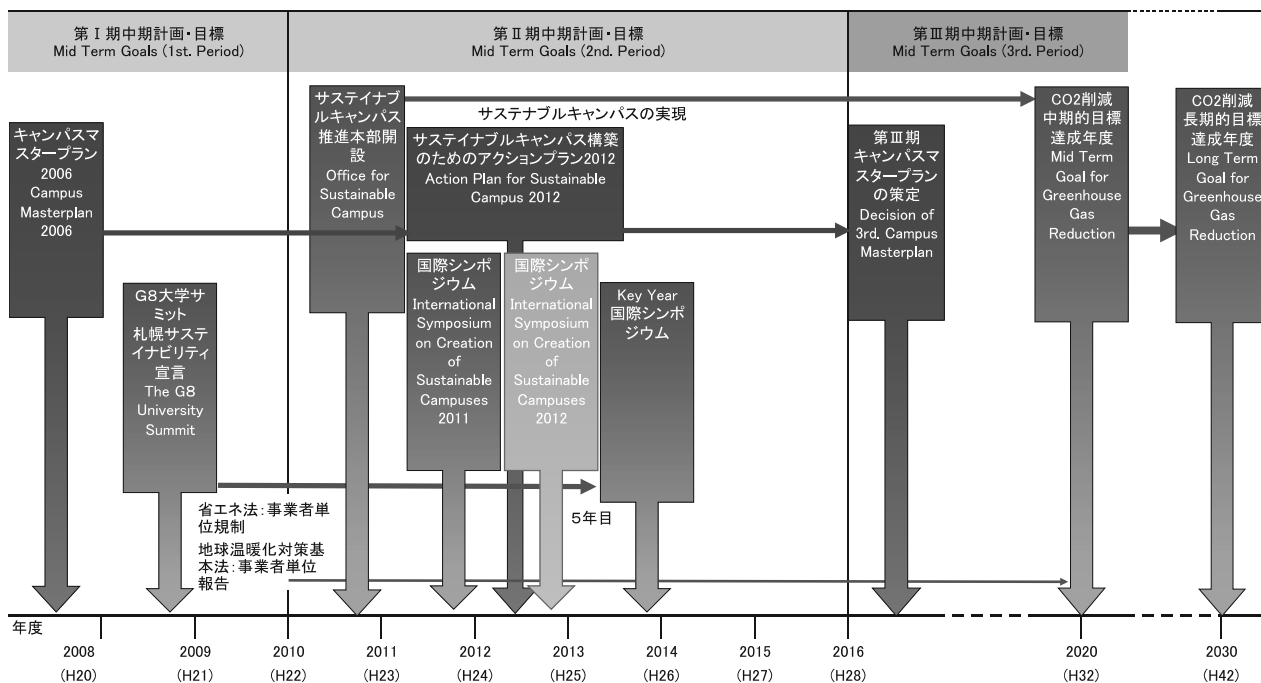 第Ⅰ期中期計画・目標
Mid Term Goals (1st. Period)
第Ⅱ期中期計画・目標
Mid Term Goals (2nd. Period)
第Ⅲ期中期計画・目標
Mid Term Goals (3rd. Period)
キャンパスマ
スタープラン
2006
Campus
Masterplan
2006
G8大学サ
ミット
札幌サステ
イナビリティ
宣言
The G8
University
Summit
サステイナブ
ルキャンパス
推進本部開
設
Office for
Sustainable
Campus
サステナブルキャンパスの実現
サステイナブルキャンパス構築
のためのアクションプラン2012
Action Plan for Sustainable
Campus 2012
国際シン
ポジウム
International
Symposium
on Creation
of
Sustainable
Campuses
2011
国際シン
ポジウム
International
Symposium
on Creation
of
Sustainable
Campuses
2012
Key Year
国際シンポ
ジウム
第Ⅲ期
キャンパスマ
スタープラン
の策定
Decision of
3rd. Campus
Masterplan
CO2削減
中期的目標
達成年度
Mid Term
Goal for
Greenhouse
Gas
Reduction
CO2削減
長期的目標
達成年度
Long Term
Goal for
Greenhouse
Gas
Reduction
省エネ法：事業者単
位規制
5年目
地球温暖化対策基
本法：事業者単位
報告
年度
2008
(H20)
2009
(H21)
2010
(H22)
2011
(H23)
2012
(H24)
2013
(H25)
2014
(H26)
2015
(H27)
2016
(H28)
2020
(H32)
2030
(H42)